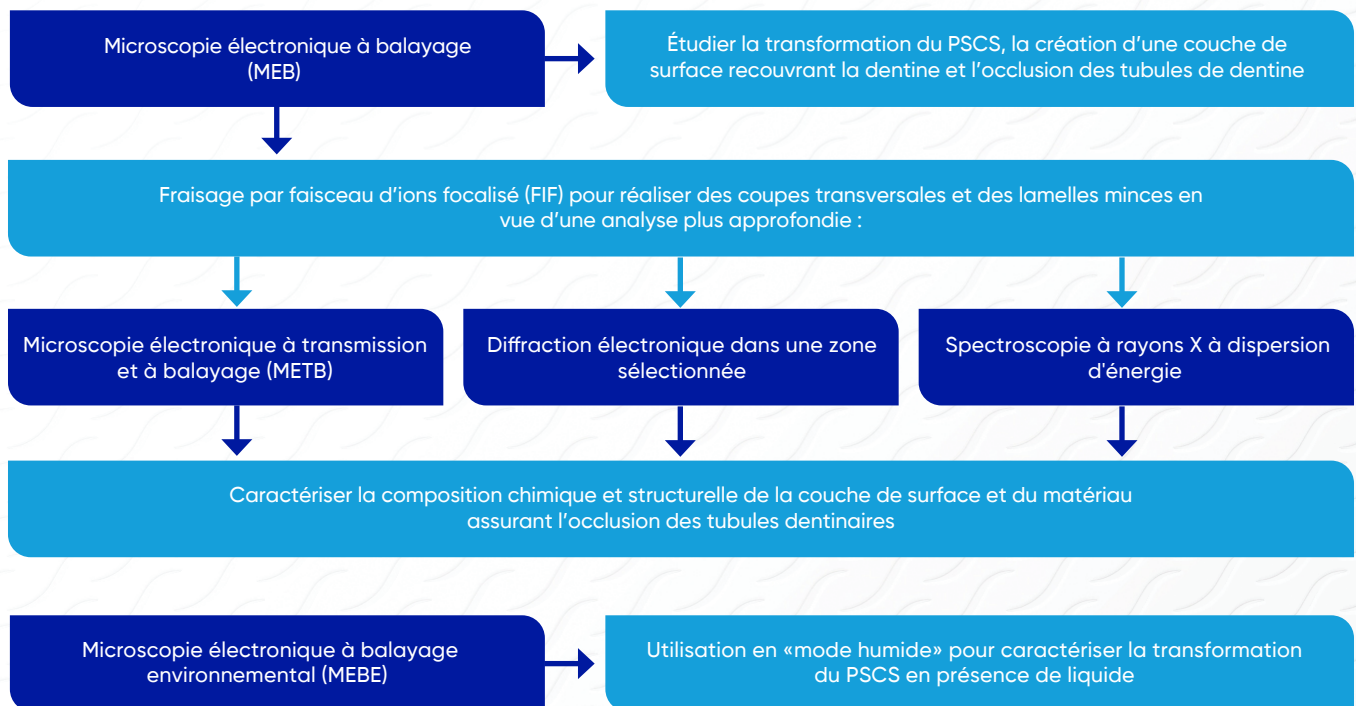 Microscopie électronique à balayage
(MEB)
Étudier la transformation du PSCS, la création d’une couche de
surface recouvrant la dentine et l’occlusion des tubules de dentine
Fraisage par faisceau d’ions focalisé (FIF) pour réaliser des coupes transversales et des lamelles minces en
vue d’une analyse plus approfondie :
Microscopie électronique à transmission
et à balayage (METB)
Diffraction électronique dans une zone
sélectionnée
Spectroscopie à rayons X à dispersion
d'énergie
Caractériser la composition chimique et structurelle de la couche de surface et du matériau
assurant l’occlusion des tubules dentinaires
Microscopie électronique à balayage
environnemental (MEBE)
Utilisation en «mode humide» pour caractériser la transformation
du PSCS en présence de liquide